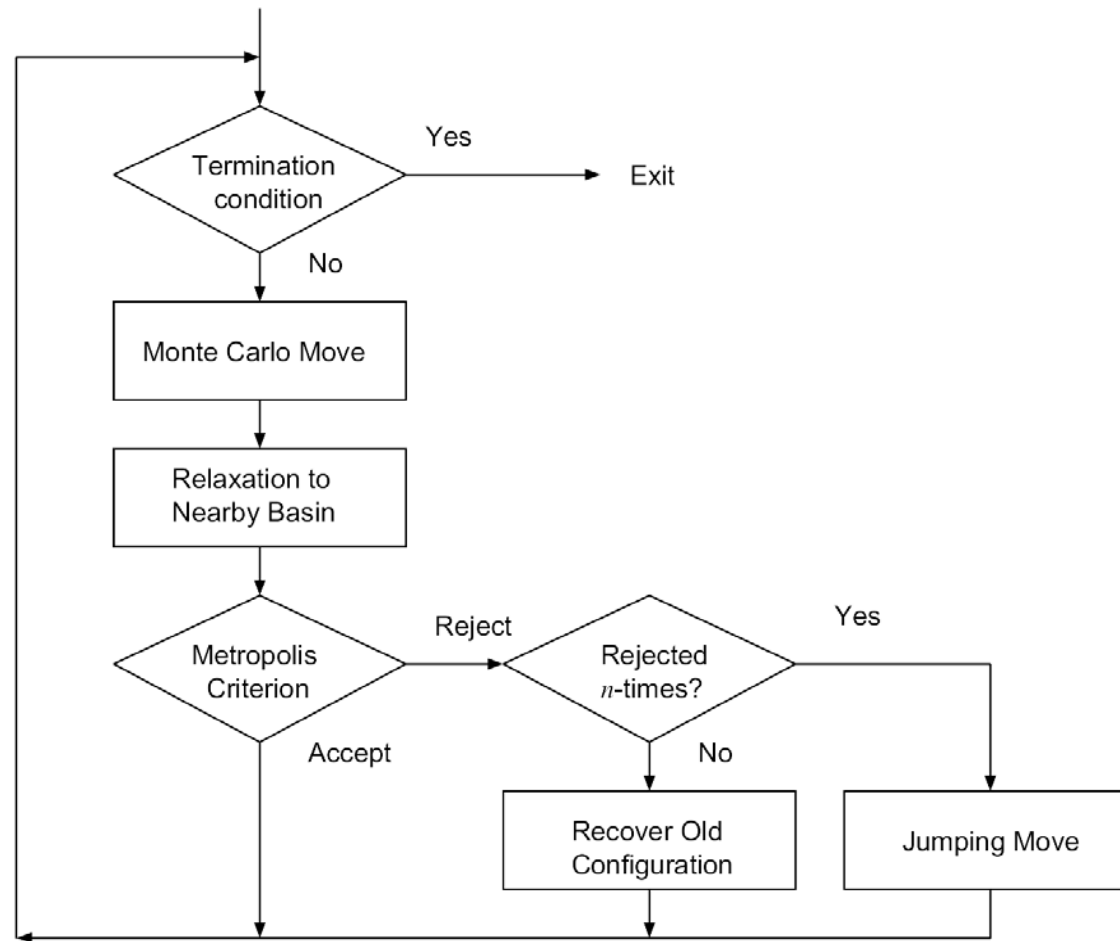 Yes
Termination
condition
Exit
No
Monte Carlo Move
Relaxation to
Nearby Basin
Metropolis
Criterion
Reject
Rejected
n-times?
Yes
Accept
No
Recover Old
Configuration
Jumping Move